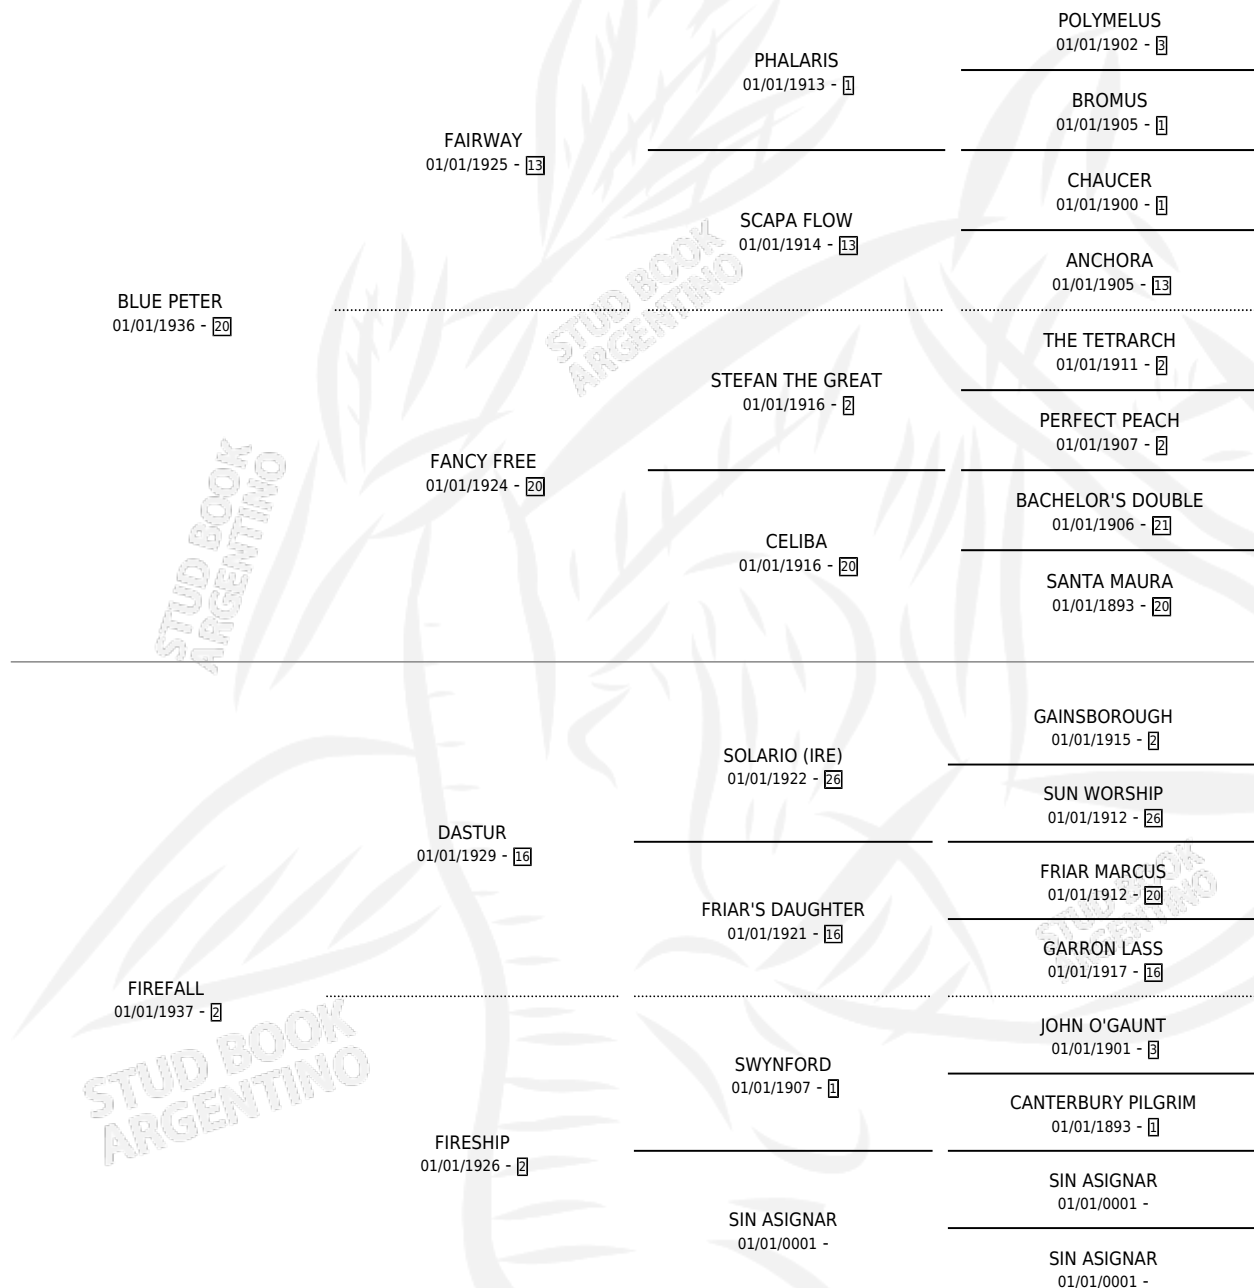 BLUE PETER
01/01/1936 - 20
FAIRWAY
01/01/1925 - 13
FANCY FREE
01/01/1924 - 20
PHALARIS
01/01/1913 - 1
SCAPA FLOW
01/01/1914 - 13
STEFAN THE GREAT
01/01/1916 - 2
CELIBA
01/01/1916 - 20
POLYMELUS
01/01/1902 - 3
BROMUS
01/01/1905 - 1
CHAUCER
01/01/1900 - 1
ANCHORA
01/01/1905 - 13
THE TETRARCH
01/01/1911 - 2
PERFECT PEACH
01/01/1907 - 2
BACHELOR'S DOUBLE
01/01/1906 - 21
SANTA MAURA
01/01/1893 - 20
FIREFALL
01/01/1937 - 2
DASTUR
01/01/1929 - 16
FIRESHIP
01/01/1926 - 2
SOLARIO (IRE)
01/01/1922 - 26
FRIAR'S DAUGHTER
01/01/1921 - 16
SWYNFORD
01/01/1907 - 1
SIN ASIGNAR
01/01/0001 -
GAINSBOROUGH
01/01/1915 - 2
SUN WORSHIP
01/01/1912 - 26
FRIAR MARCUS
01/01/1912 - 20
GARRON LASS
01/01/1917 - 16
JOHN O'GAUNT
01/01/1901 - 3
CANTERBURY PILGRIM
01/01/1893 - 1
SIN ASIGNAR
01/01/0001 -
SIN ASIGNAR
01/01/0001 -
STUD BOOK
ARGENTINO
STUD BOOK
ARGENTINO
STUD BOOK
ARGENTINO
STUD BOOK
ARGENTINO